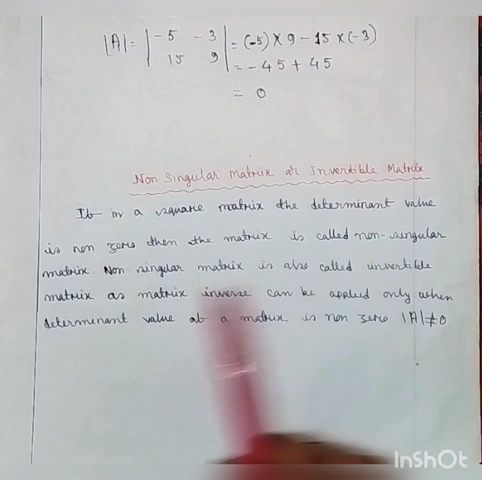 |A| = | -5 -3 | = (-5) × 9 - 15 × (-3)
| 15 9 | = -45 + 45
= 0
Non Singular Matrix or Invertible Matrix
If in a square matrix the determinant value
is non zero then the matrix is called non-singular
matrix. Non-singular matrix is also called invertible
matrix as matrix inverse can be applied only when
determinant value of a matrix is non zero |A| ≠ 0
InShOt